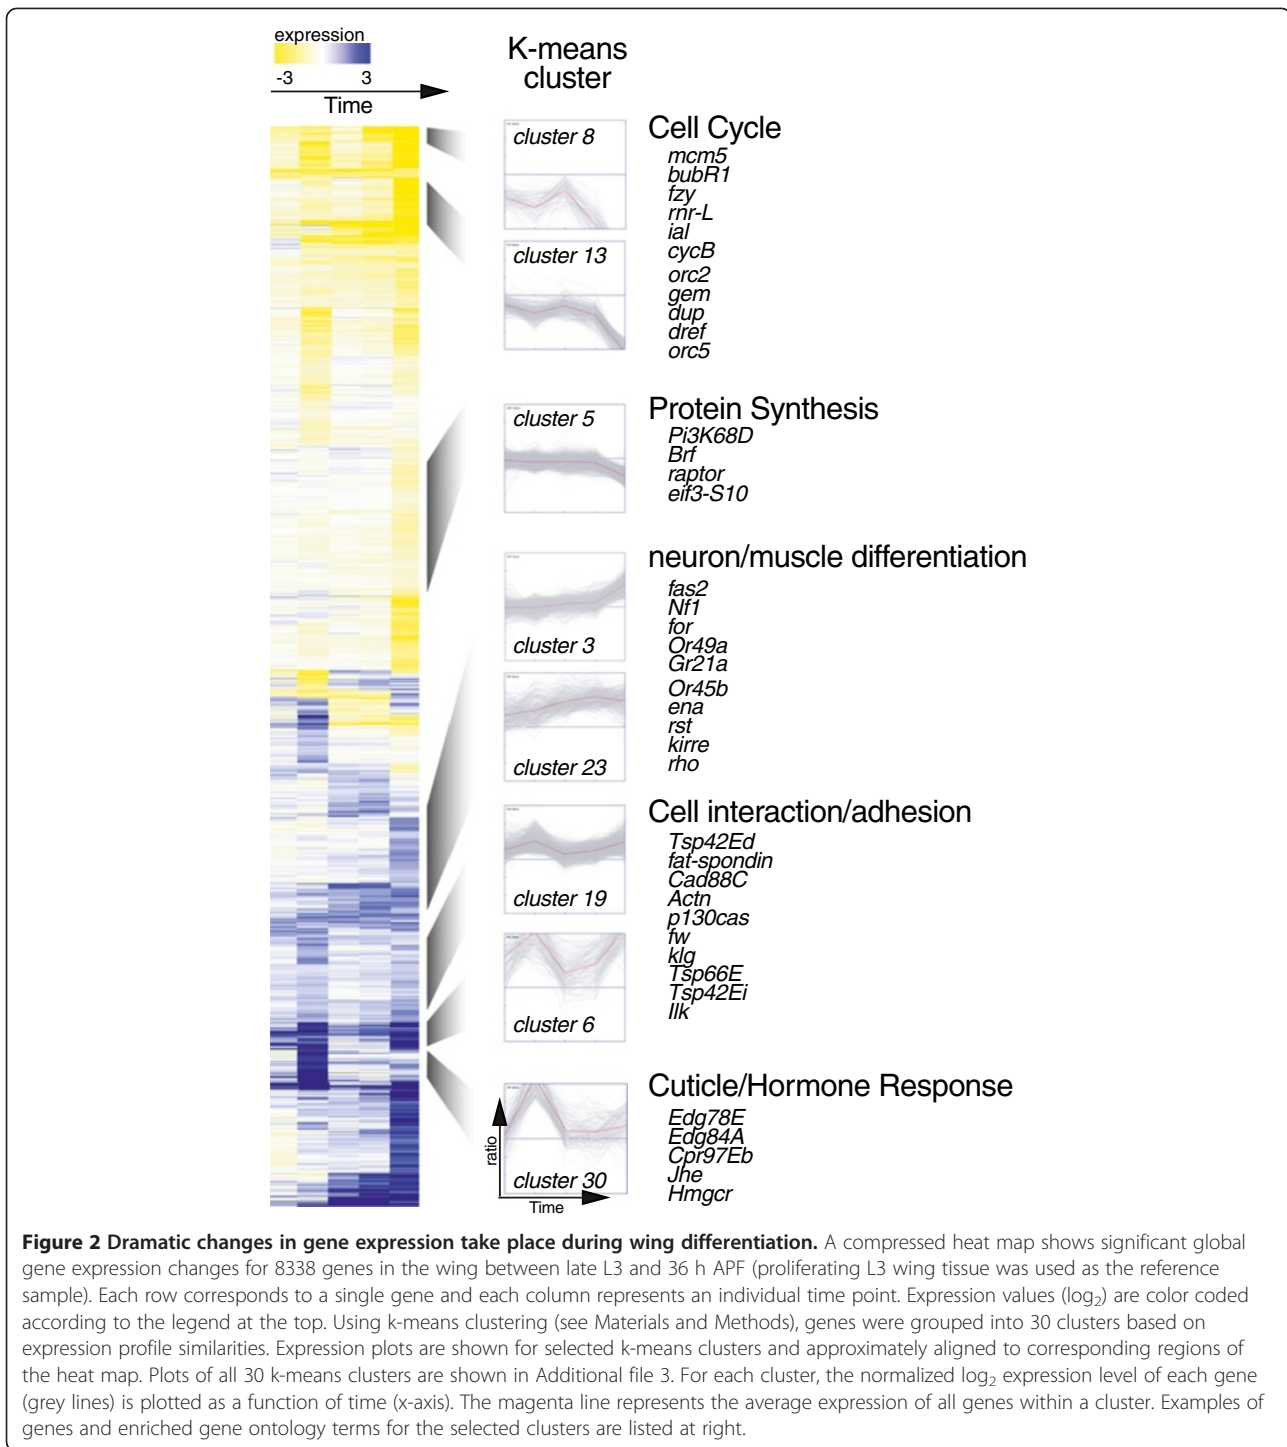 expression
-3 3
Time
K-means
cluster
cluster 8
cluster 13
Cell Cycle
mcm5
bubR1
fzy
rnr-L
ial
cycB
orc2
gem
dup
dref
orc5
cluster 5
Protein Synthesis
Pi3K68D
Brf
raptor
eif3-S10
cluster 3
cluster 23
neuron/muscle differentiation
fas2
Nf1
for
Or49a
Gr21a
Or45b
ena
rst
kirre
rho
cluster 19
cluster 6
Cell interaction/adhesion
Tsp42Ed
fat-spondin
Cad88C
Actn
p130cas
fw
klg
Tsp66E
Tsp42Ei
Ilk
ratio
cluster 30
Time
Cuticle/Hormone Response
Edg78E
Edg84A
Cpr97Eb
Jhe
Hmgcr
Figure 2 Dramatic changes in gene expression take place during wing differentiation. A compressed heat map shows significant global
gene expression changes for 8338 genes in the wing between late L3 and 36 h APF (proliferating L3 wing tissue was used as the reference
sample). Each row corresponds to a single gene and each column represents an individual time point. Expression values (log₂) are color coded
according to the legend at the top. Using k-means clustering (see Materials and Methods), genes were grouped into 30 clusters based on
expression profile similarities. Expression plots are shown for selected k-means clusters and approximately aligned to corresponding regions of
the heat map. Plots of all 30 k-means clusters are shown in Additional file 3. For each cluster, the normalized log₂ expression level of each gene
(grey lines) is plotted as a function of time (x-axis). The magenta line represents the average expression of all genes within a cluster. Examples of
genes and enriched gene ontology terms for the selected clusters are listed at right.